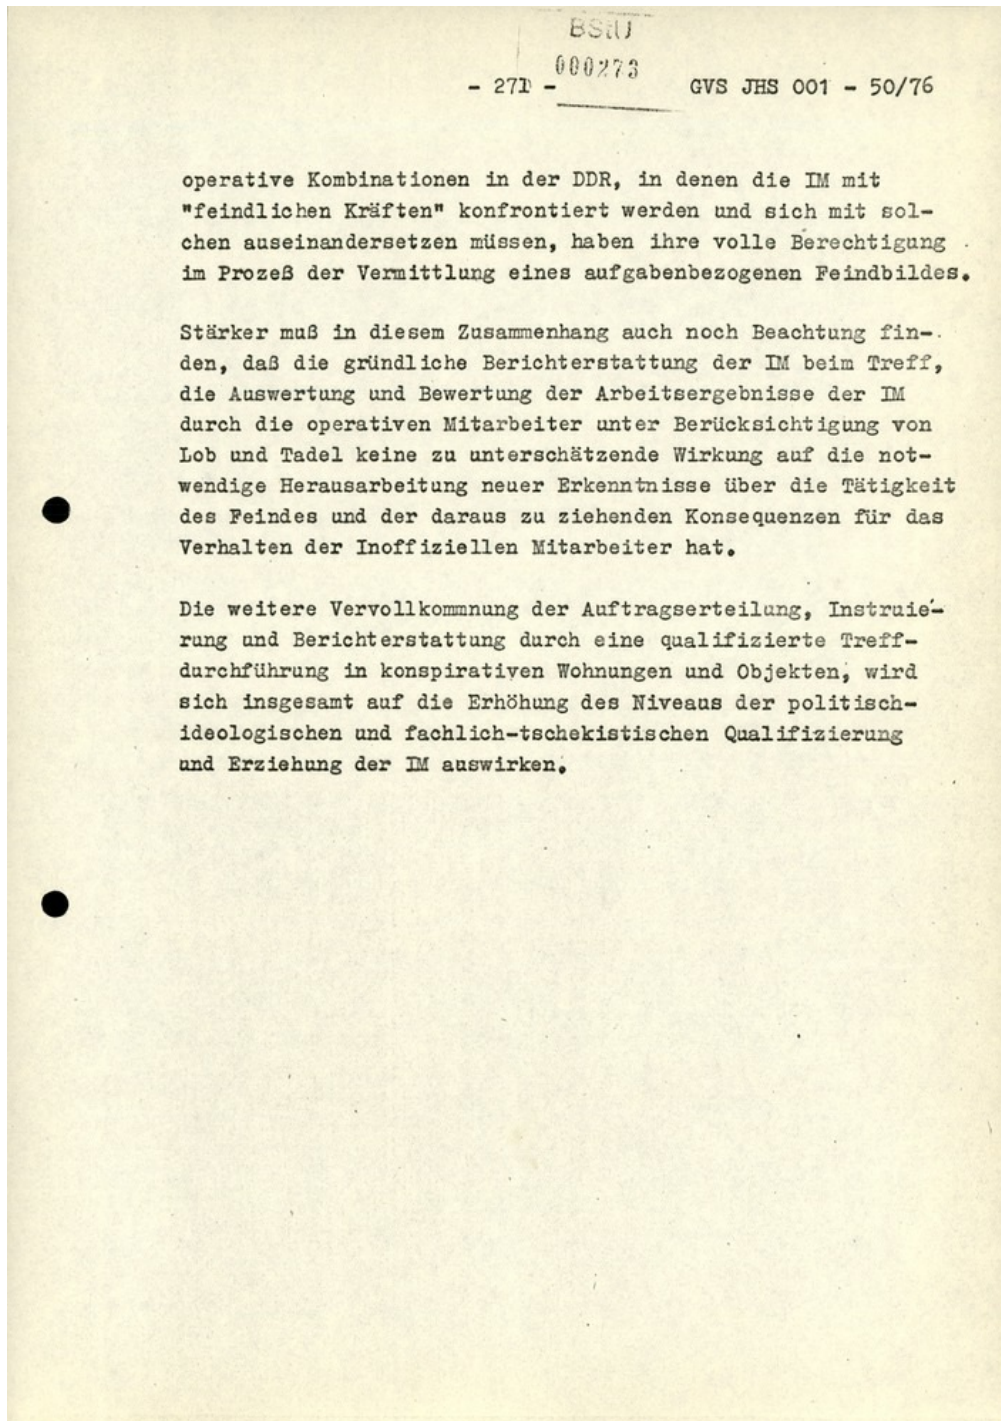 BStU
000273
- 271 -
GVS JHS 001 - 50/76
operative Kombinationen in der DDR, in denen die IM mit
"feindlichen Kräften" konfrontiert werden und sich mit sol-
chen auseinandersetzen müssen, haben ihre volle Berechtigung
im Prozeß der Vermittlung eines aufgabenbezogenen Feindbildes.
Stärker muß in diesem Zusammenhang auch noch Beachtung fin-
den, daß die gründliche Berichterstattung der IM beim Treff,
die Auswertung und Bewertung der Arbeitsergebnisse der IM
durch die operativen Mitarbeiter unter Berücksichtigung von
Lob und Tadel keine zu unterschätzende Wirkung auf die not-
wendige Herausarbeitung neuer Erkenntnisse über die Tätigkeit
des Feindes und der daraus zu ziehenden Konsequenzen für das
Verhalten der Inoffiziellen Mitarbeiter hat.
Die weitere Vervollkommnung der Auftragserteilung, Instruie-
rung und Berichterstattung durch eine qualifizierte Treff-
durchführung in konspirativen Wohnungen und Objekten, wird
sich insgesamt auf die Erhöhung des Niveaus der politisch-
ideologischen und fachlich-tschekistischen Qualifizierung
und Erziehung der IM auswirken.